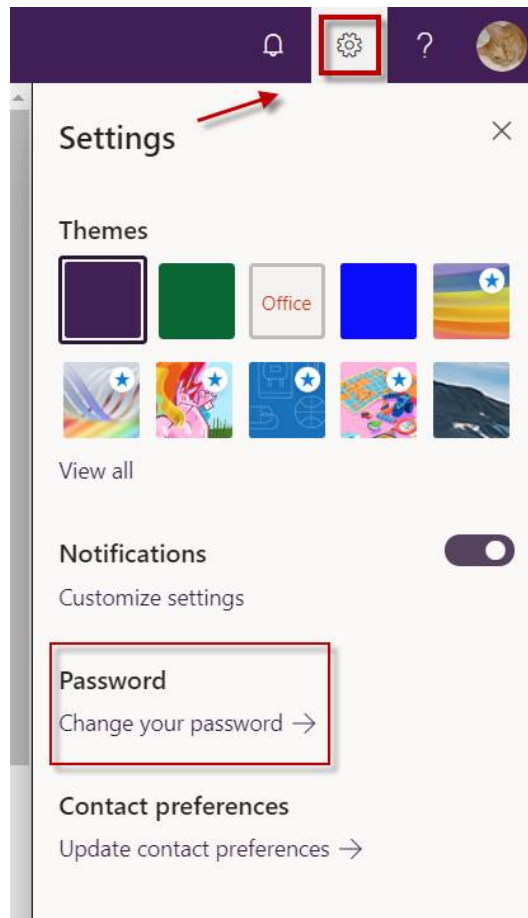 ?
Settings
Themes
Office
View all
Notifications
Customize settings
Password
Change your password →
Contact preferences
Update contact preferences →